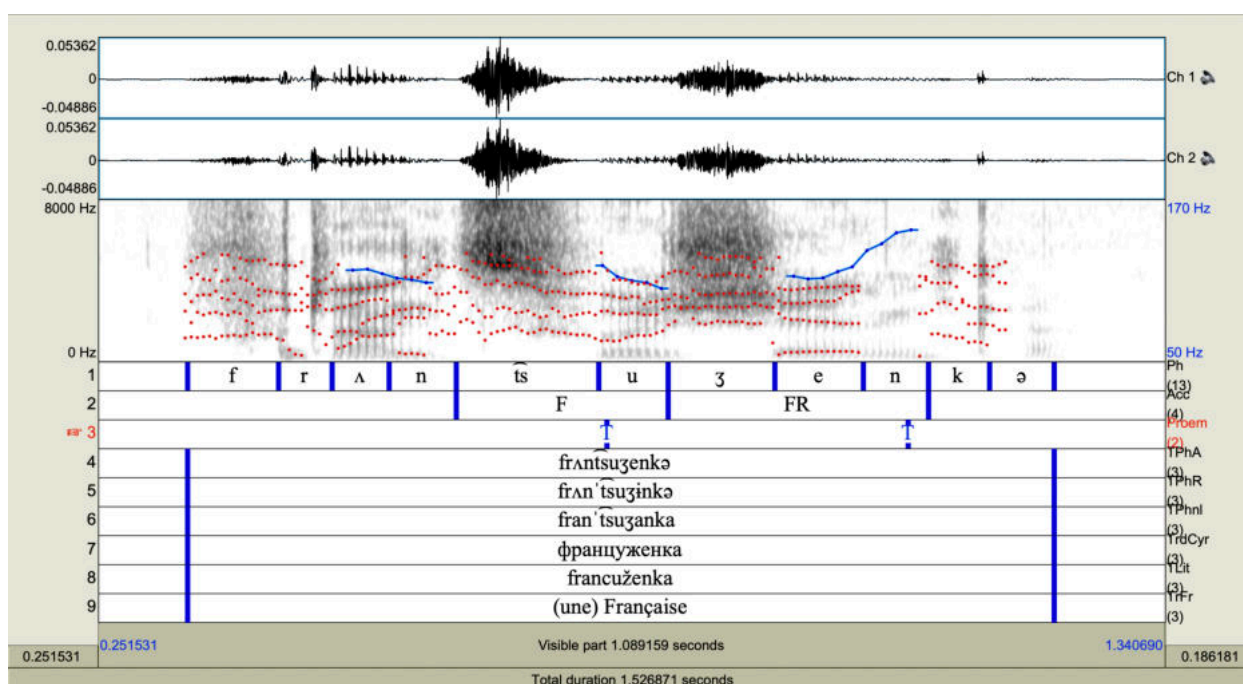 0.05362
0
-0.04886
Ch 1
0.05362
0
-0.04886
Ch 2
8000 Hz
170 Hz
0 Hz
50 Hz
1 f r ʌ n t͡s u ʒ e n k ə Ph (13)
2 F FR Acc (4)
3 T T Proem (2)
4 frʌnt͡suʒenkə TPhA (3)
5 frʌnˈt͡suʒɨnkə TPhR (3)
6 franˈt͡suʒanka TPhnl (3)
7 француженка TrdCyr (3)
8 francuženka TLit (3)
9 (une) Française TrFr (3)
0.251531 Visible part 1.089159 seconds 1.340690
0.251531 0.186181
Total duration 1.526871 seconds